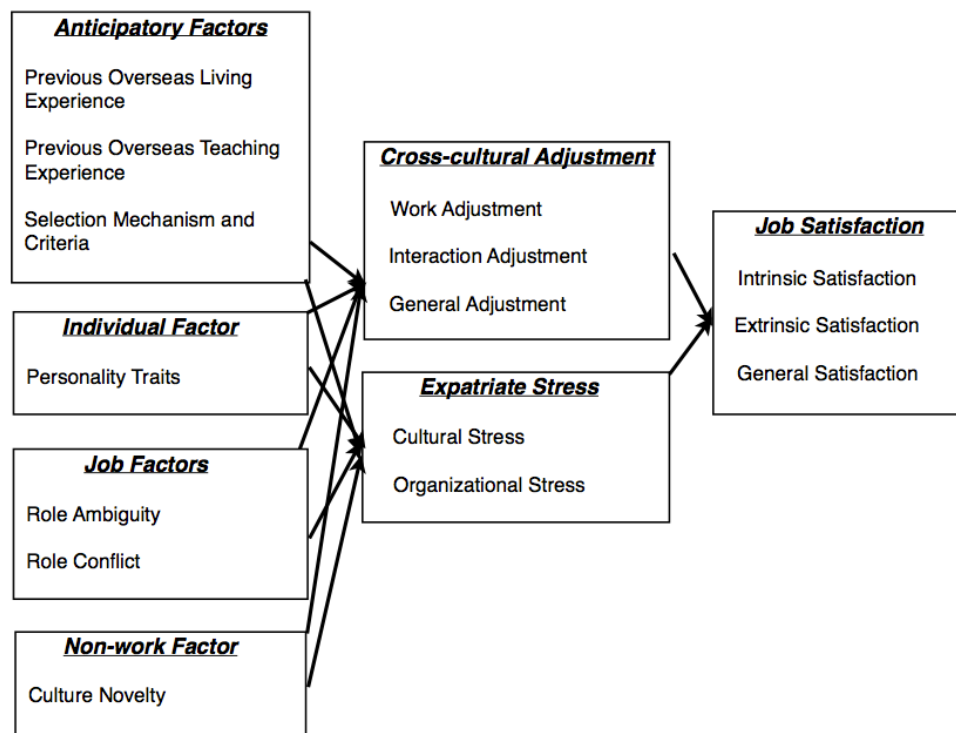 Anticipatory Factors
Previous Overseas Living
Experience
Previous Overseas Teaching
Experience
Selection Mechanism and
Criteria
Individual Factor
Personality Traits
Job Factors
Role Ambiguity
Role Conflict
Non-work Factor
Culture Novelty
Cross-cultural Adjustment
Work Adjustment
Interaction Adjustment
General Adjustment
Expatriate Stress
Cultural Stress
Organizational Stress
Job Satisfaction
Intrinsic Satisfaction
Extrinsic Satisfaction
General Satisfaction